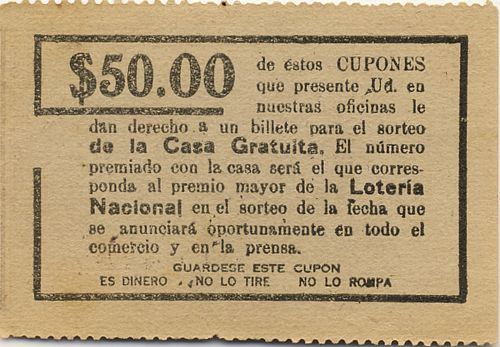 $50.00 de éstos CUPONES
que presente Ud. en
nuestras oficinas le
dan derecho a un billete para el sorteo
de la Casa Gratuita. El número
premiado con la casa será el que corres-
ponda al premio mayor de la Lotería
Nacional en el sorteo de la fecha que
se anunciará oportunamente en todo el
comercio y en la prensa.
GUARDESE ESTE CUPON
ES DINERO NO LO TIRE NO LO ROMPA